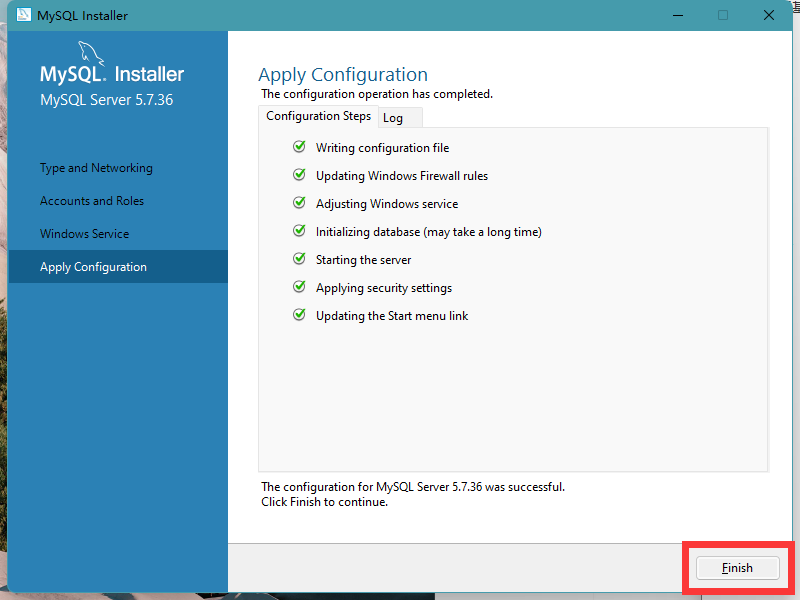 MySQL Installer
MySQL® Installer
MySQL Server 5.7.36
Type and Networking
Accounts and Roles
Windows Service
Apply Configuration
Apply Configuration
The configuration operation has completed.
Configuration Steps Log
Writing configuration file
Updating Windows Firewall rules
Adjusting Windows service
Initializing database (may take a long time)
Starting the server
Applying security settings
Updating the Start menu link
The configuration for MySQL Server 5.7.36 was successful.
Click Finish to continue.
Finish